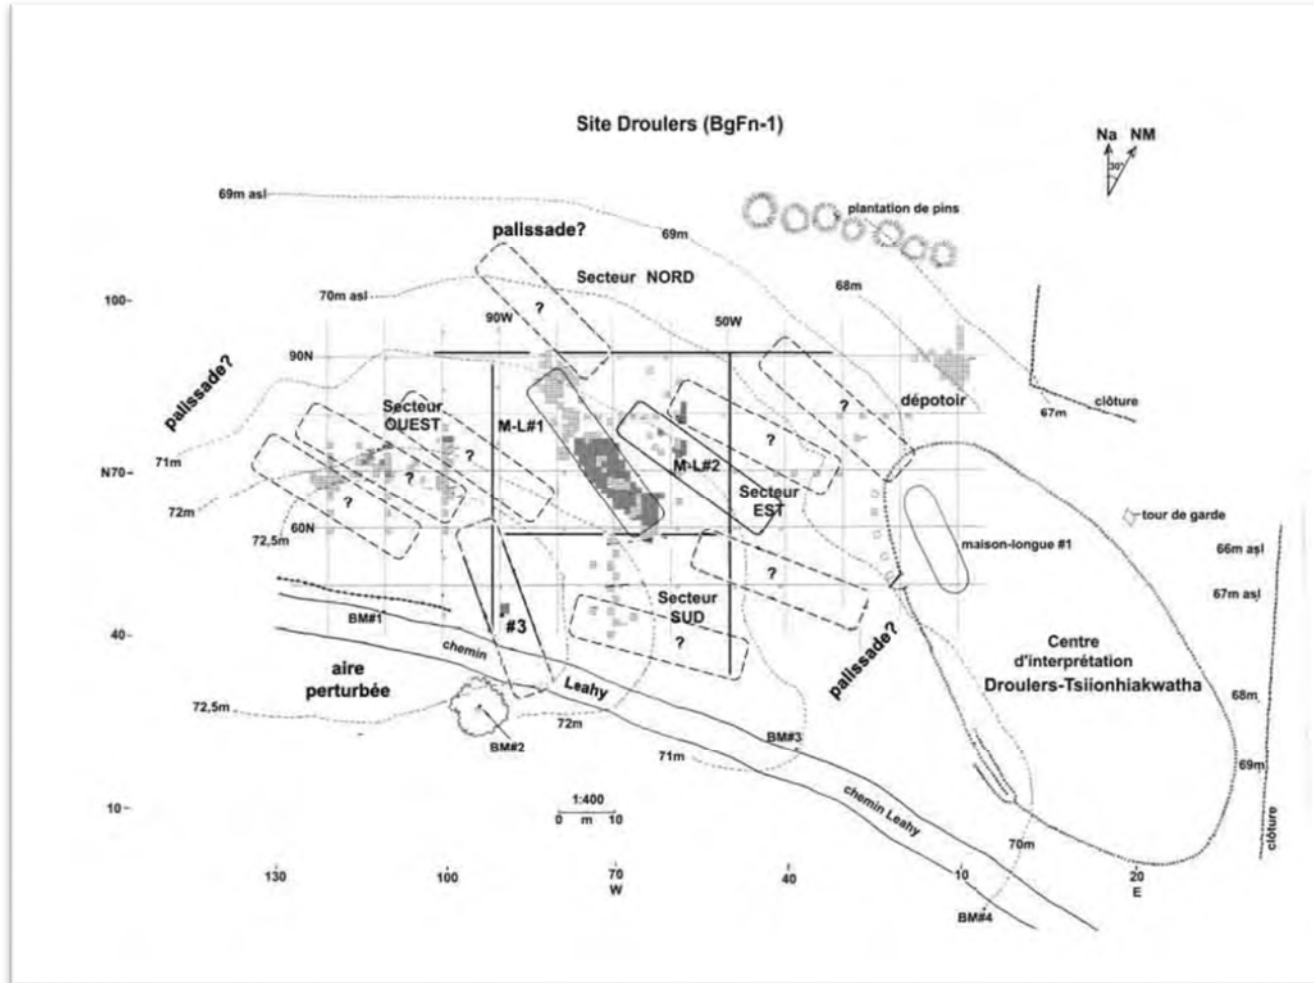 Site Droulers (BgFn-1)
Na NM
30°
69m asl
plantation de pins
palissade?
69m
Secteur NORD
68m
70m asl
100-
?
90W
50W
90N
palissade?
dépotoir
67m
clôture
Secteur
OUEST
?
M-L#1
71m
?
?
N70
?
M-L#2
Secteur
EST
72m
?
tour de garde
60N
72,5m
maison-longue #1
66m asl
?
67m asl
BM#1
#3
Secteur
SUD
40-
?
chemin
Leahy
palissade?
Centre
d'interprétation
Droulers-Tsiionhiakwatha
aire
perturbée
68m
72,5m
72m
BM#2
BM#3
71m
69m
1:400
0 m 10
10-
chemin Leahy
clôture
70m
130
100
70
W
40
10
20
E
BM#4